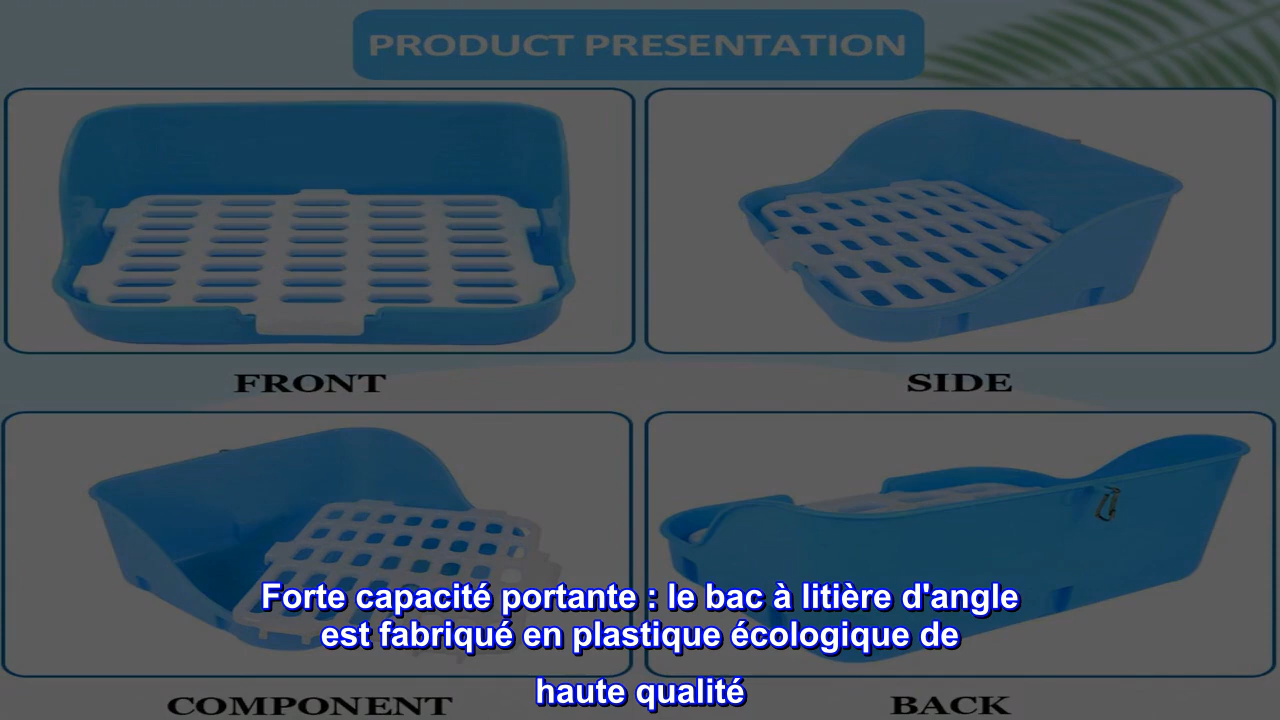 PRODUCT PRESENTATION
FRONT
SIDE
Forte capacité portante : le bac à litière d'angle
est fabriqué en plastique écologique de
haute qualité
COMPONENT
BACK